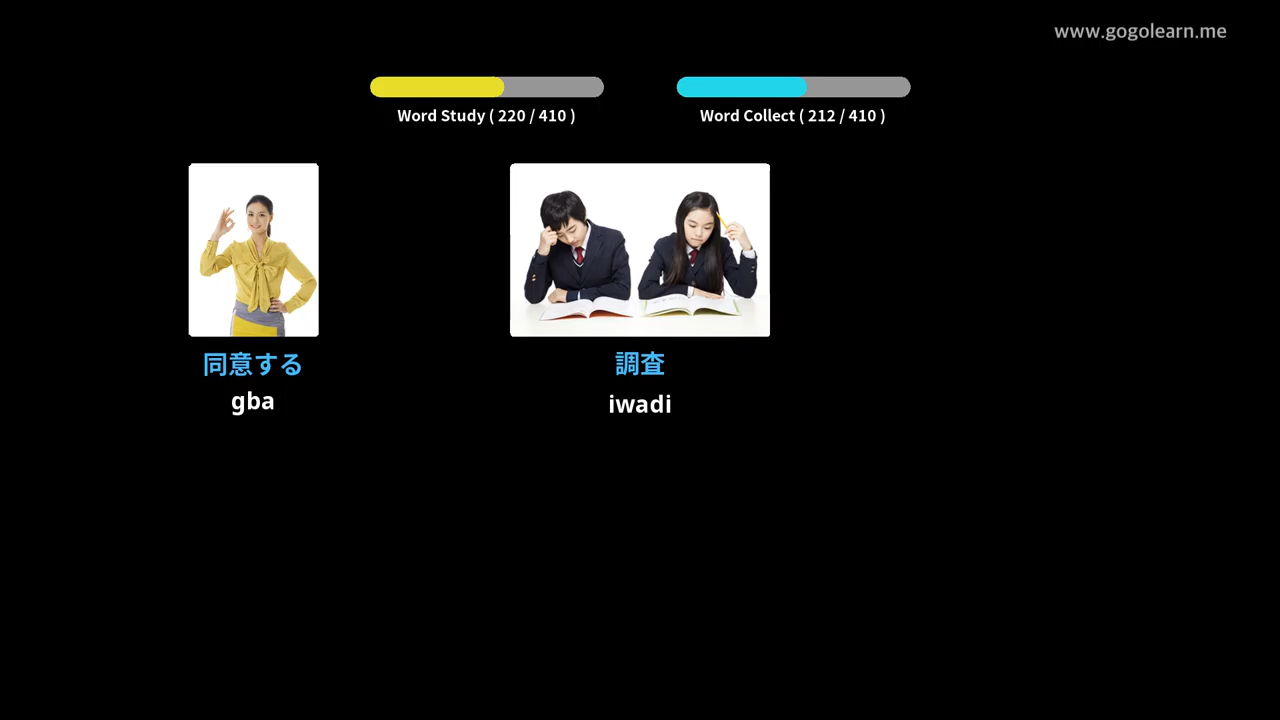 www.gogolearn.me
Word Study ( 220 / 410 )
Word Collect ( 212 / 410 )
同意する
gba
調査
iwadi